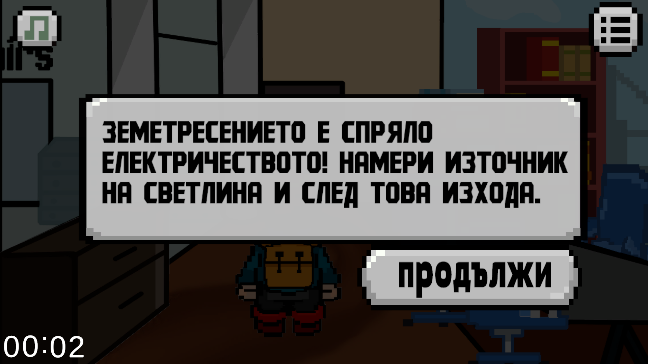 ЗЕМЕТРЕСЕНИЕТО Е СПРЯЛО
ЕЛЕКТРИЧЕСТВОТО! НАМЕРИ ИЗТОЧНИК
НА СВЕТЛИНА И СЛЕД ТОВА ИЗХОДА.
продължи
00:02